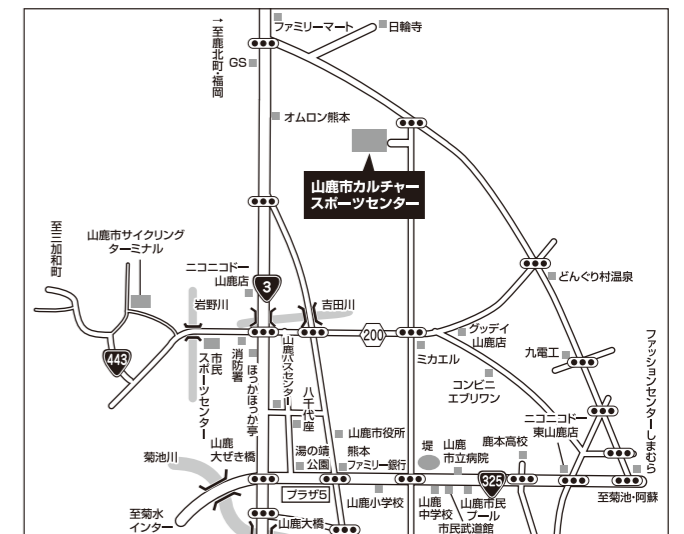 ファミリーマート
日輪寺
↑至鹿北町・福岡
GS
オムロン熊本
山鹿市カルチャー
スポーツセンター
至三加和町
山鹿市サイクリング
ターミナル
ニコニコドー
山鹿店
3
岩野川
吉田川
どんぐり村温泉
200
グッデイ
山鹿店
ミカエル
九電工
ファッションセンターしまむら
443
市民
スポーツセンター
消防署
ほっかほっか亭
山鹿バスセンター
八千代座
コンビニ
エブリワン
ニコニコドー
東山鹿店
山鹿市役所
菊池川
山鹿
大ぜき橋
湯の靖
公園
熊本
ファミリー銀行
堤
山鹿
市立病院
鹿本高校
325
プラザ5
山鹿小学校
山鹿
中学校
山鹿市民
プール
市民武道館
至菊池・阿蘇
至菊水
インター
山鹿大橋